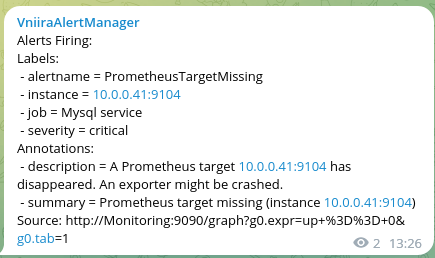 VniiraAlertManager
Alerts Firing:
Labels:
- alertname = PrometheusTargetMissing
- instance = 10.0.0.41:9104
- job = Mysql service
- severity = critical
Annotations:
- description = A Prometheus target 10.0.0.41:9104 has
disappeared. An exporter might be crashed.
- summary = Prometheus target missing (instance 10.0.0.41:9104)
Source: http://Monitoring:9090/graph?g0.expr=up+%3D%3D+0&
g0.tab=1
2 13:26